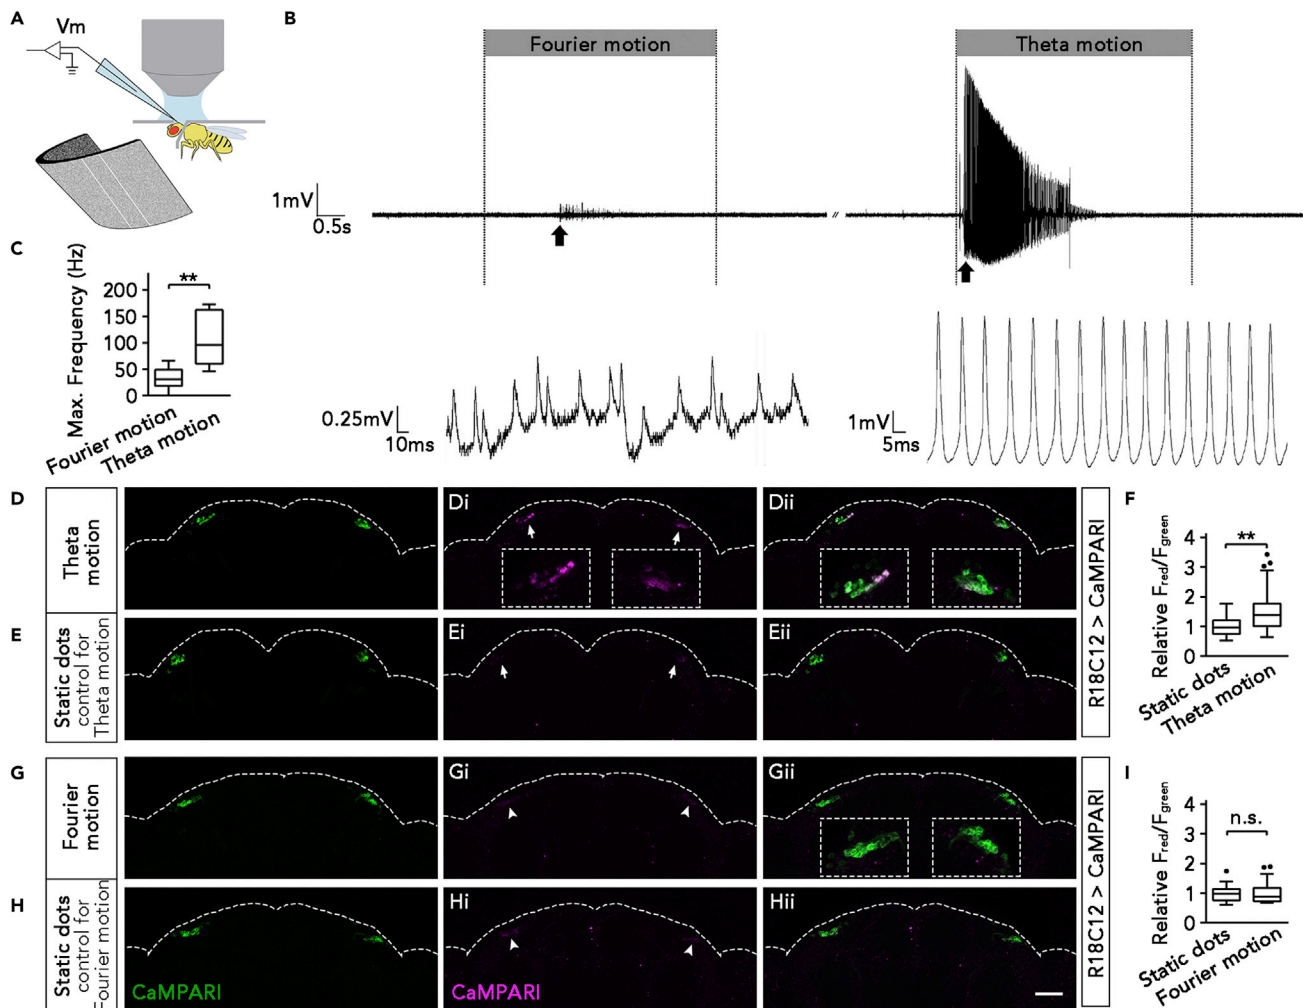 A
Vm
B
Fourier motion
Theta motion
1mV
0.5s
//
C
Max. Frequency (Hz)
200
150
100
50
0
**
Fourier motion
Theta motion
0.25mV
10ms
1mV
5ms
D
Theta
motion
Di
Dii
E
Static dots
control for
Theta motion
Ei
Eii
R18C12 > CaMPARI
F
Relative Fred/Fgreen
4
3
2
1
0
**
Static dots
Theta motion
G
Fourier
motion
Gi
Gii
H
Static dots
control for
Fourier motion
Hi
Hii
CaMPARI
CaMPARI
R18C12 > CaMPARI
I
Relative Fred/Fgreen
4
3
2
1
0
n.s.
Static dots
Fourier motion